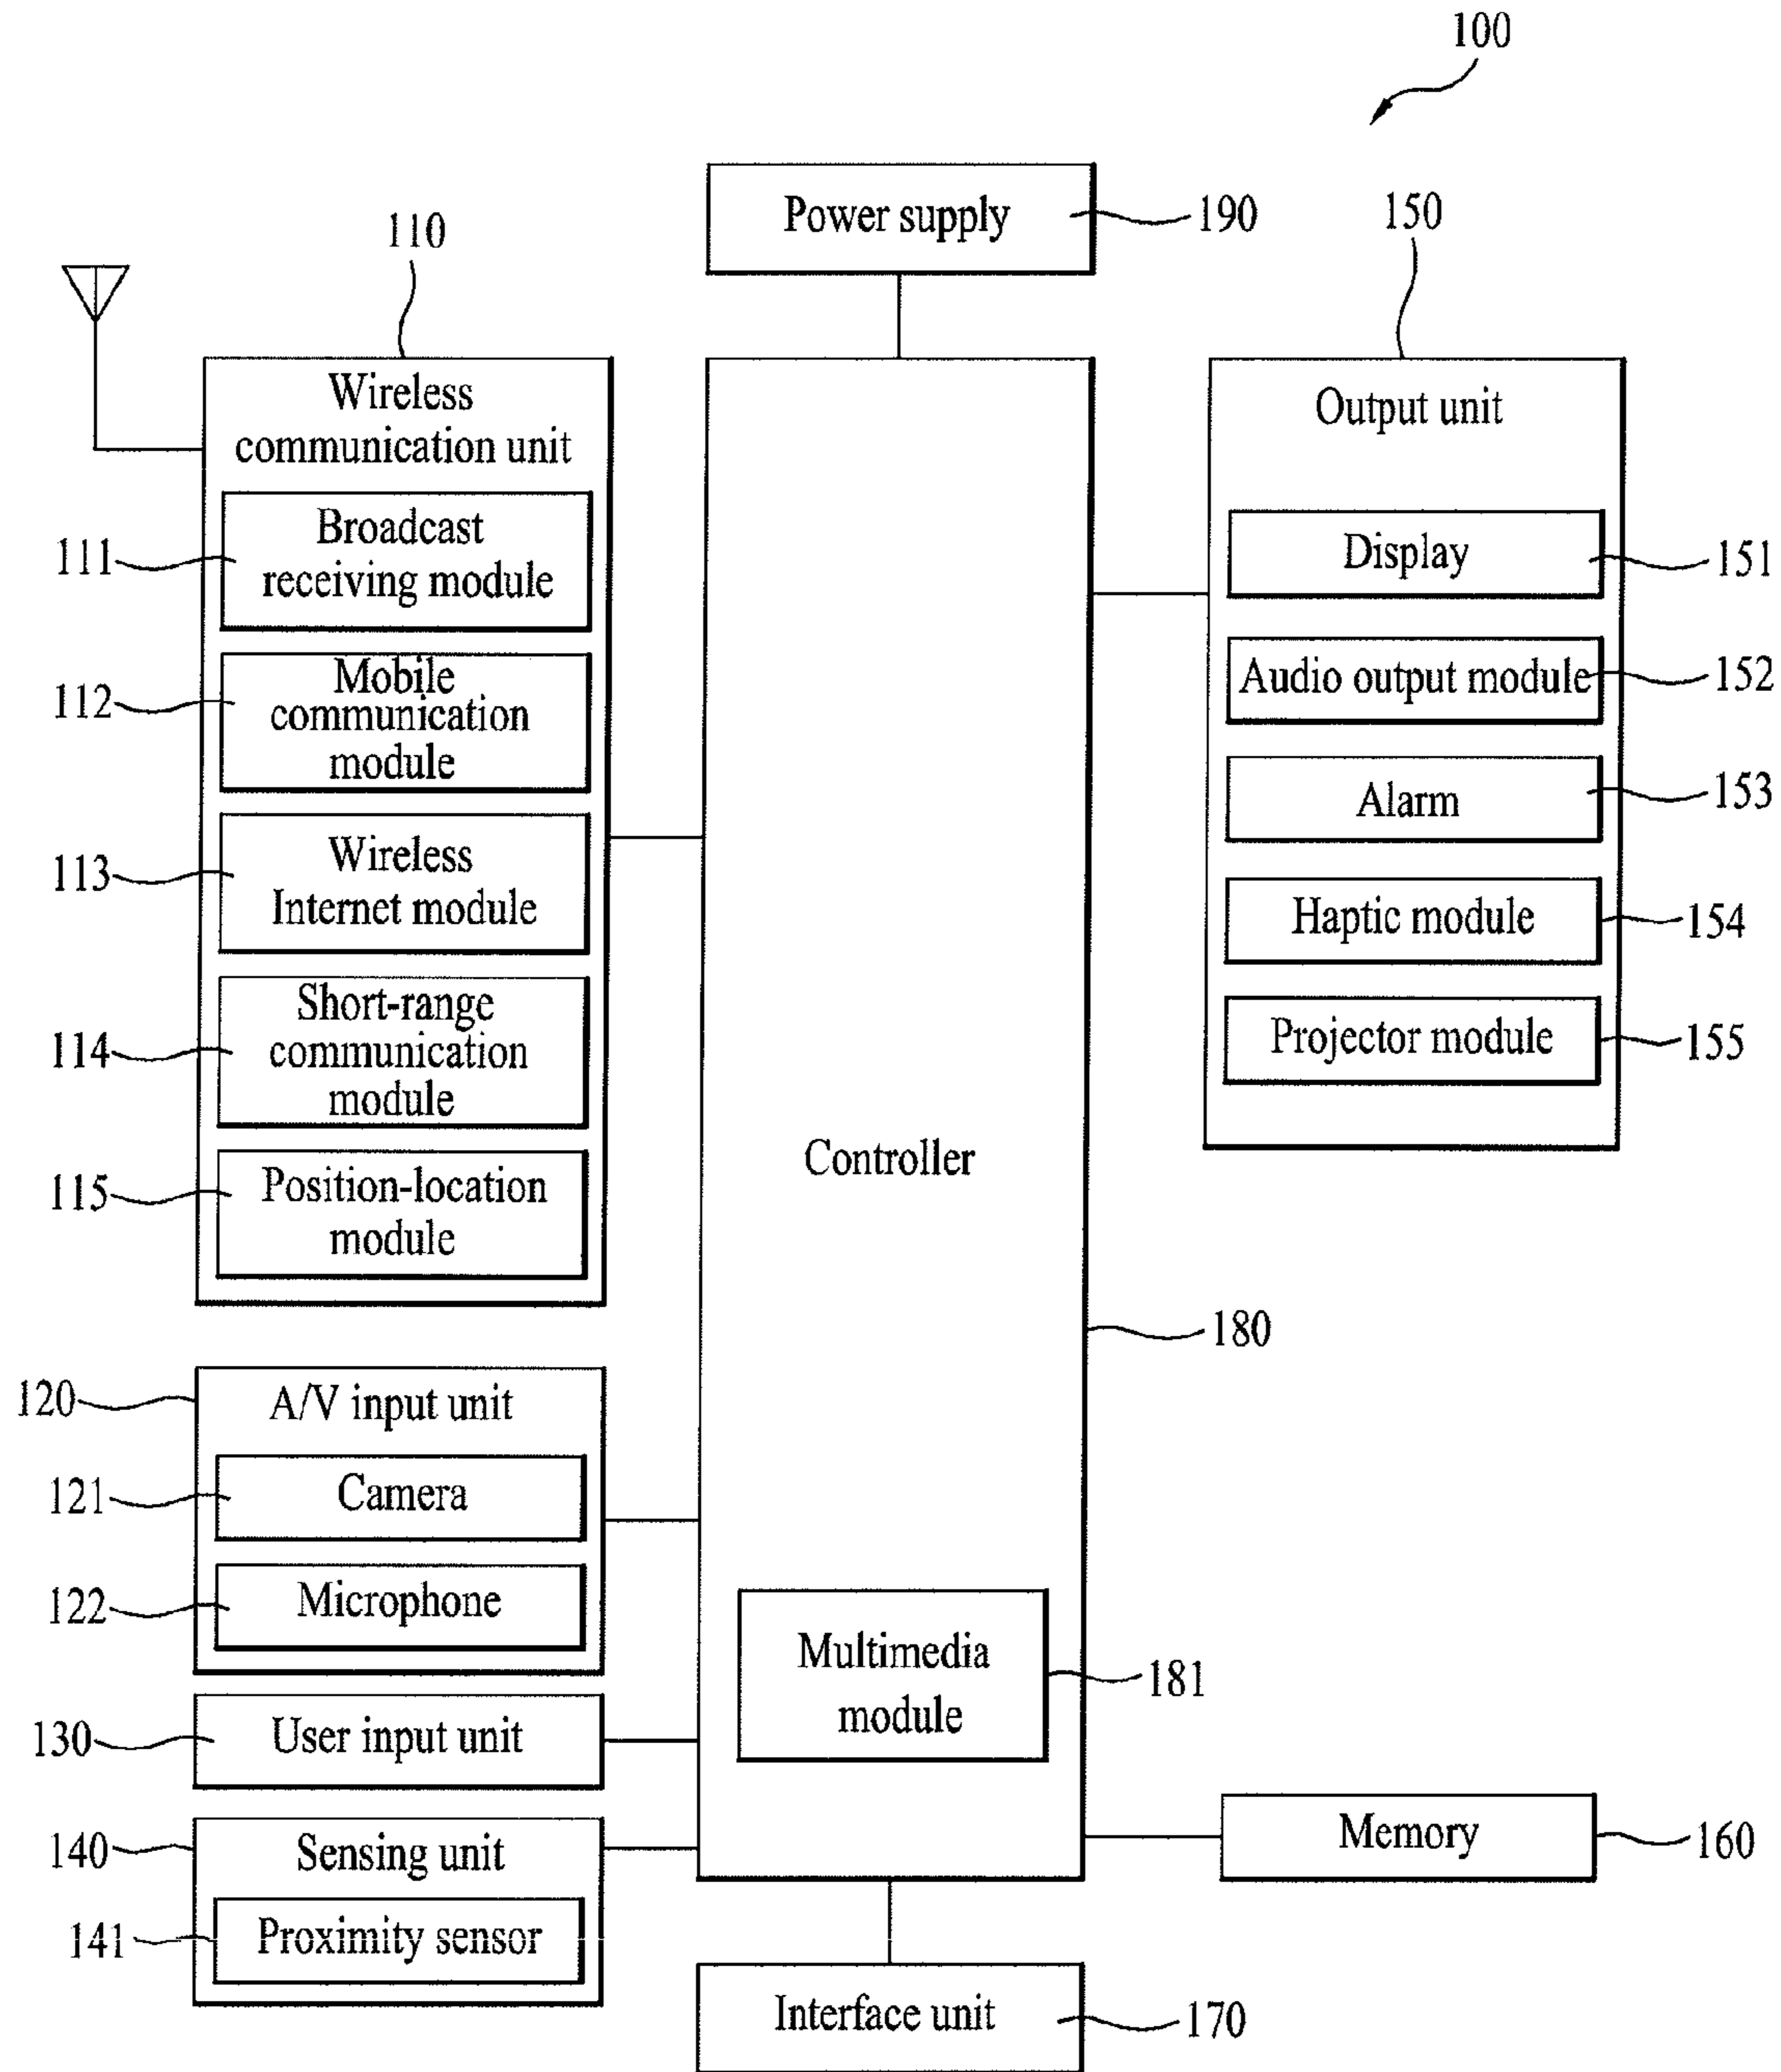 100
Power supply
190
110
150
Wireless
communication unit
Output unit
Broadcast
receiving module
111
Mobile
communication
module
112
Wireless
Internet module
113
Short-range
communication
module
114
Position-location
module
115
Display
151
Audio output module
152
Alarm
153
Haptic module
154
Projector module
155
Controller
180
120
A/V input unit
121
Camera
122
Microphone
Multimedia
module
181
130
User input unit
140
Sensing unit
141
Proximity sensor
Memory
160
Interface unit
170